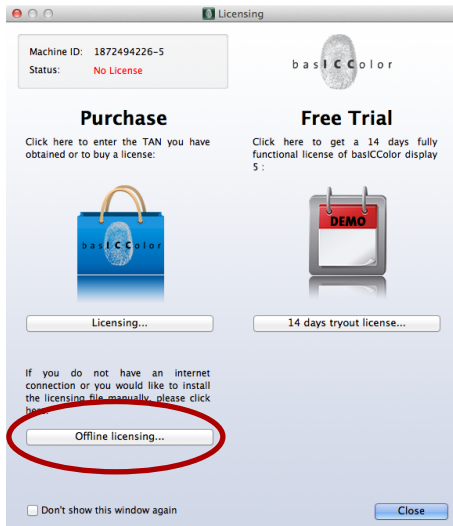 Licensing
Machine ID: 1872494226-5
Status: No License
basICColor
Purchase
Click here to enter the TAN you have
obtained or to buy a license:
basICColor
Licensing...
Free Trial
Click here to get a 14 days fully
functional license of basICColor display
5 :
DEMO
14 days tryout license...
If you do not have an internet
connection or you would like to install
the licensing file manually, please click
here:
Offline licensing...
Don't show this window again
Close